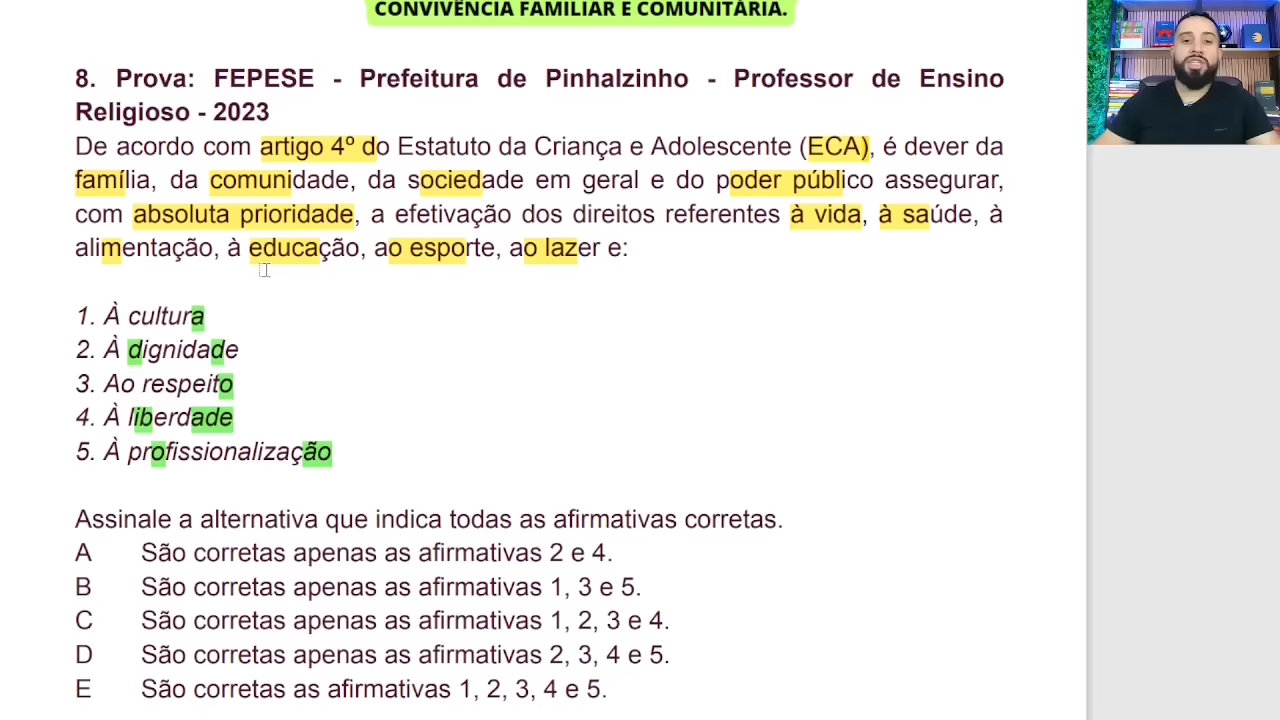 CONVIVÊNCIA FAMILIAR E COMUNITÁRIA.
8. Prova: FEPESE - Prefeitura de Pinhalzinho - Professor de Ensino
Religioso - 2023
De acordo com artigo 4º do Estatuto da Criança e Adolescente (ECA), é dever da
família, da comunidade, da sociedade em geral e do poder público assegurar,
com absoluta prioridade, a efetivação dos direitos referentes à vida, à saúde, à
alimentação, à educação, ao esporte, ao lazer e:
1. À cultura
2. À dignidade
3. Ao respeito
4. À liberdade
5. À profissionalização
Assinale a alternativa que indica todas as afirmativas corretas.
A São corretas apenas as afirmativas 2 e 4.
B São corretas apenas as afirmativas 1, 3 e 5.
C São corretas apenas as afirmativas 1, 2, 3 e 4.
D São corretas apenas as afirmativas 2, 3, 4 e 5.
E São corretas as afirmativas 1, 2, 3, 4 e 5.